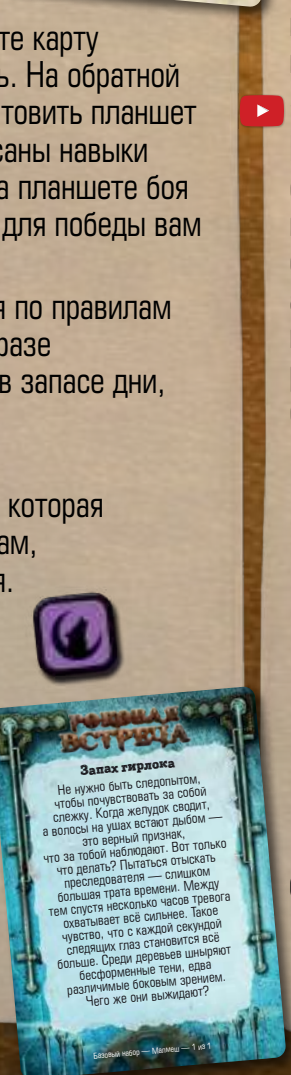 те карту
ь. На обратной
товить планшет
саны навыки
а планшете боя
для победы вам
я по правилам
разе
в запасе дни,
которая
ам,
я.
ВСТРЕЧА
Запах гирлока
Не нужно быть следопытом,
чтобы почувствовать за собой
слежку. Когда желудок сводит,
а волосы на ушах встают дыбом —
это верный признак,
что за тобой наблюдают. Вот только
что делать? Пытаться отыскать
преследователя — слишком
большая трата времени. Между
тем спустя несколько часов тревога
охватывает всё сильнее. Такое
чувство, что с каждой секундой
следящих глаз становится всё
больше. Среди деревьев шныряют
бесформенные тени, едва
различимые боковым зрением.
Чего же они выжидают?
Базовый набор — Малмеш — 1 из 1